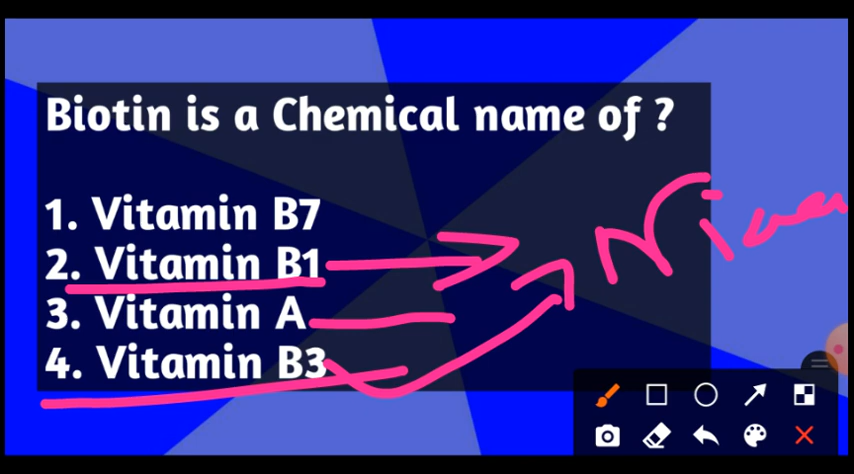 Biotin is a Chemical name of ?
1. Vitamin B7
2. Vitamin B1
3. Vitamin A
4. Vitamin B3